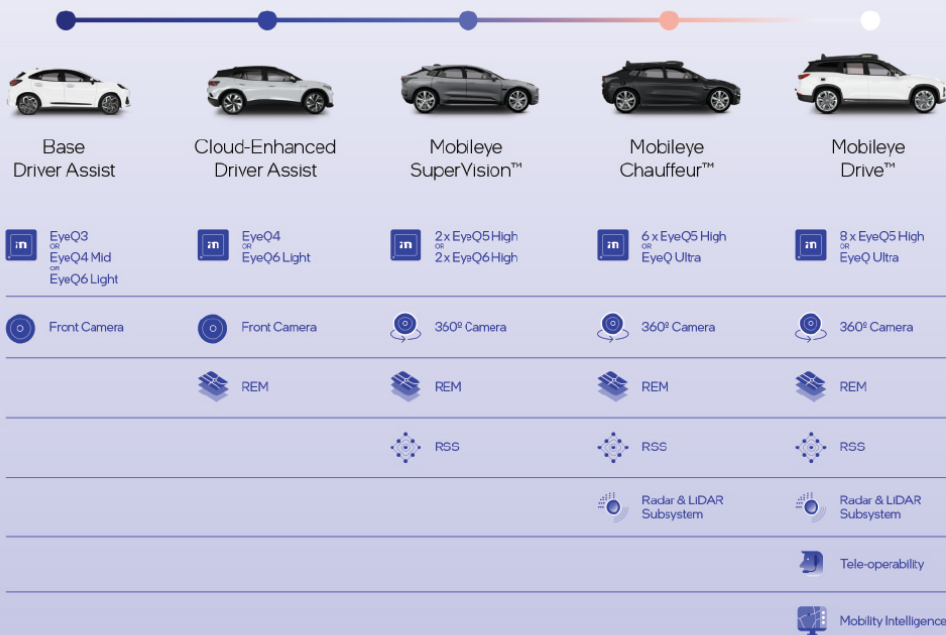 Base
Driver Assist
Cloud-Enhanced
Driver Assist
Mobileye
SuperVision™
Mobileye
Chauffeur™
Mobileye
Drive™
EyeQ3
OR
EyeQ4 Mid
OR
EyeQ6 Light
EyeQ4
OR
EyeQ6 Light
2 x EyeQ5 High
OR
2 x EyeQ6 High
6 x EyeQ5 High
OR
EyeQ Ultra
8 x EyeQ5 High
OR
EyeQ Ultra
Front Camera
Front Camera
360º Camera
360º Camera
360º Camera
REM
REM
REM
REM
RSS
RSS
RSS
Radar & LiDAR
Subsystem
Radar & LiDAR
Subsystem
Tele-operability
Mobility Intelligence